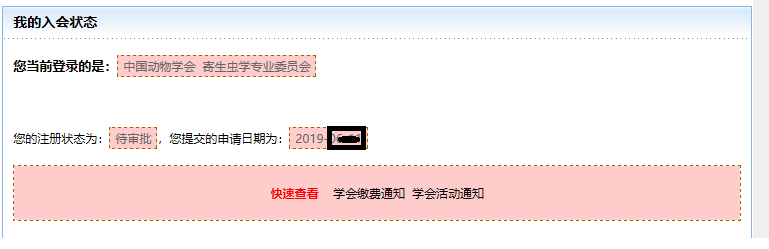 我的入会状态
您当前登录的是：中国动物学会 寄生虫学专业委员会
您的注册状态为：待审批，您提交的申请日期为：2019-
快速查看 学会缴费通知 学会活动通知